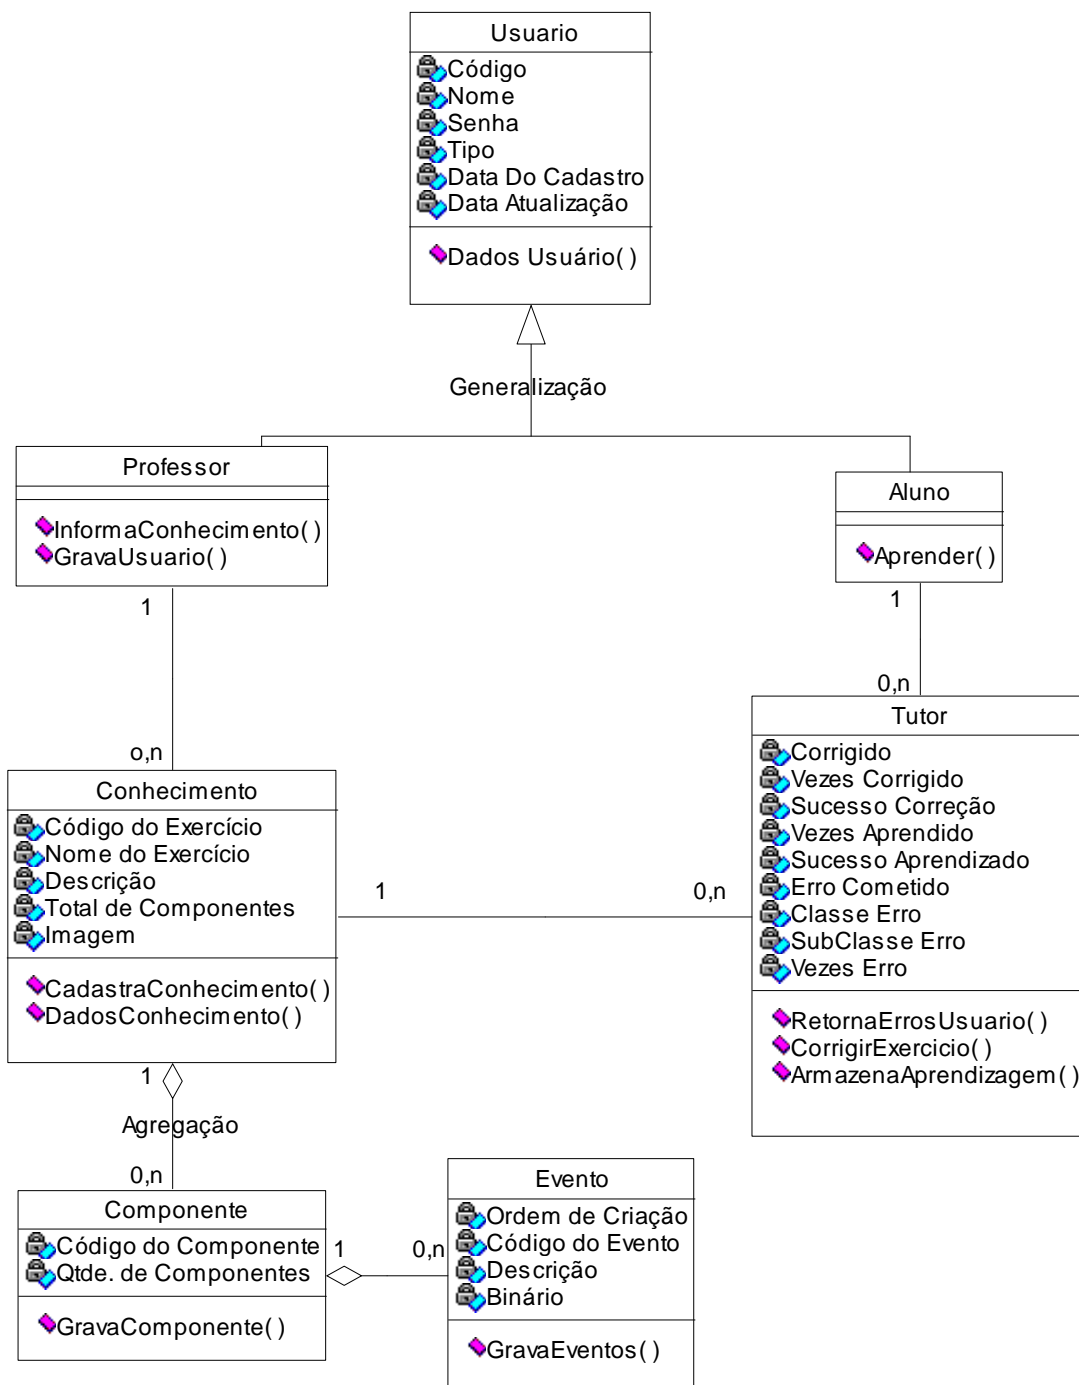 Usuario
Código
Nome
Senha
Tipo
Data Do Cadastro
Data Atualização
Dados Usuário( )
Generalização
Professor
InformaConhecimento( )
GravaUsuario( )
1
o,n
Aluno
Aprender( )
1
0,n
Conhecimento
Código do Exercício
Nome do Exercício
Descrição
Total de Componentes
Imagem
CadastraConhecimento( )
DadosConhecimento( )
1
0,n
Tutor
Corrigido
Vezes Corrigido
Sucesso Correção
Vezes Aprendido
Sucesso Aprendizado
Erro Cometido
Classe Erro
SubClasse Erro
Vezes Erro
RetornaErrosUsuario( )
CorrigirExercicio( )
ArmazenaAprendizagem( )
1
Agregação
0,n
Componente
Código do Componente
Qtde. de Componentes
GravaComponente( )
1
0,n
Evento
Ordem de Criação
Código do Evento
Descrição
Binário
GravaEventos( )